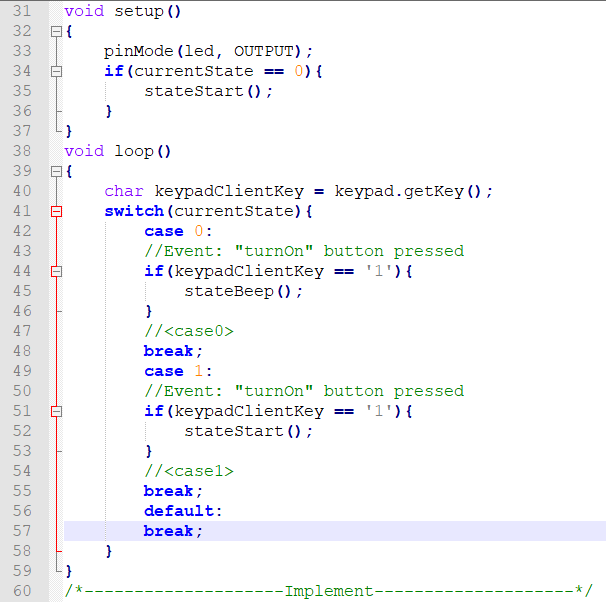 31 void setup()
32 {
33     pinMode(led, OUTPUT);
34     if(currentState == 0){
35         stateStart();
36     }
37 }
38 void loop()
39 {
40     char keypadClientKey = keypad.getKey();
41     switch(currentState){
42         case 0:
43         //Event: "turnOn" button pressed
44         if(keypadClientKey == '1'){
45             stateBeep();
46         }
47         //<case0>
48         break;
49         case 1:
50         //Event: "turnOn" button pressed
51         if(keypadClientKey == '1'){
52             stateStart();
53         }
54         //<case1>
55         break;
56         default:
57         break;
58     }
59 }
60 /*--------------------Implement--------------------*/